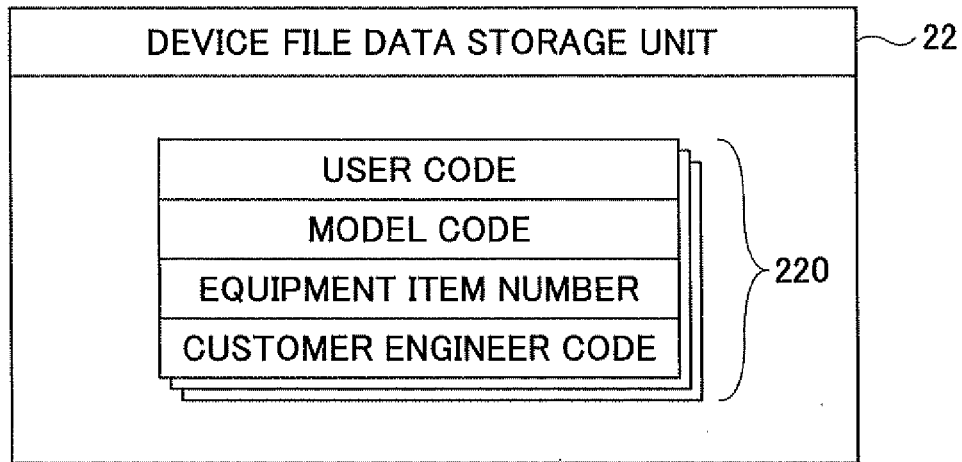 DEVICE FILE DATA STORAGE UNIT 22
USER CODE
MODEL CODE
EQUIPMENT ITEM NUMBER
CUSTOMER ENGINEER CODE
220